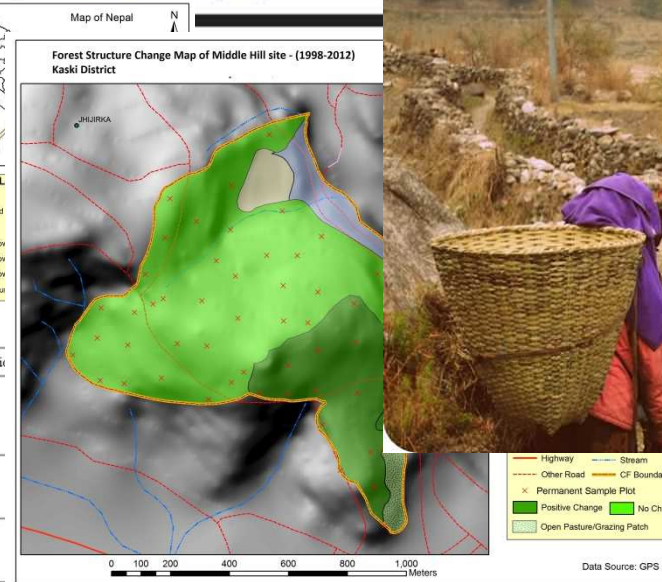 Map of Nepal
N
Forest Structure Change Map of Middle Hill site - (1998-2012)
Kaski District
JHIJIRKA
Highway
Stream
Other Road
CF Bounda
Permanent Sample Plot
Positive Change
No Ch
Open Pasture/Grazing Patch
0 100 200 400 600 800 1,000
Meters
Data Source: GPS